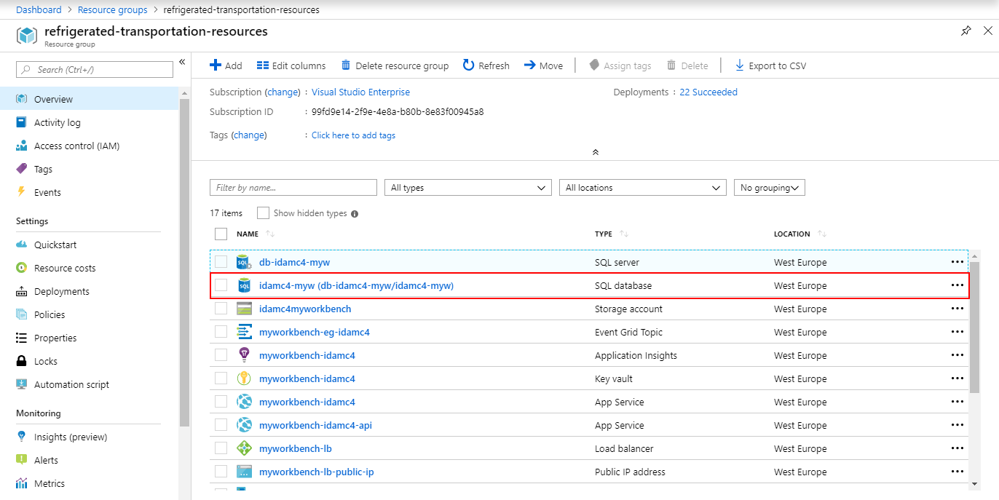 Dashboard > Resource groups > refrigerated-transportation-resources
refrigerated-transportation-resources
Resource group
Search (Ctrl+/)
«
Overview
Activity log
Access control (IAM)
Tags
Events
Settings
Quickstart
Resource costs
Deployments
Policies
Properties
Locks
Automation script
Monitoring
Insights (preview)
Alerts
Metrics
Add Edit columns Delete resource group Refresh Move Assign tags Delete Export to CSV
Subscription (change) : Visual Studio Enterprise Deployments : 22 Succeeded
Subscription ID : 99fd9e14-2f9e-4e8a-b80b-8e83f00945a8
Tags (change) : Click here to add tags
Filter by name... All types All locations No grouping
17 items Show hidden types
NAME TYPE LOCATION
SQL db-idamc4-myw SQL server West Europe •••
SQL idamc4-myw (db-idamc4-myw/idamc4-myw) SQL database West Europe •••
idamc4myworkbench Storage account West Europe •••
myworkbench-eg-idamc4 Event Grid Topic West Europe •••
myworkbench-idamc4 Application Insights West Europe •••
myworkbench-idamc4 Key vault West Europe •••
myworkbench-idamc4 App Service West Europe •••
myworkbench-idamc4-api App Service West Europe •••
myworkbench-lb Load balancer West Europe •••
myworkbench-lb-public-ip Public IP address West Europe •••